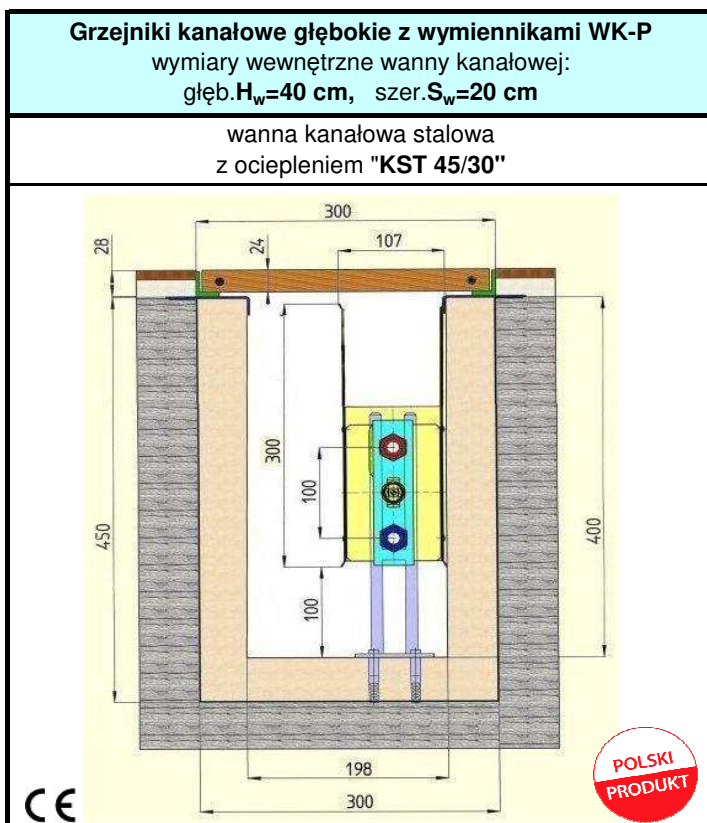 Grzejniki kanałowe głębokie z wymiennikami WK-P
wymiary wewnętrzne wanny kanałowej:
głęb.Hw=40 cm, szer.Sw=20 cm
wanna kanałowa stalowa
z ociepleniem "KST 45/30"
300
28
24
107
300
100
450
400
100
198
300
POLSKI
PRODUKT
CE